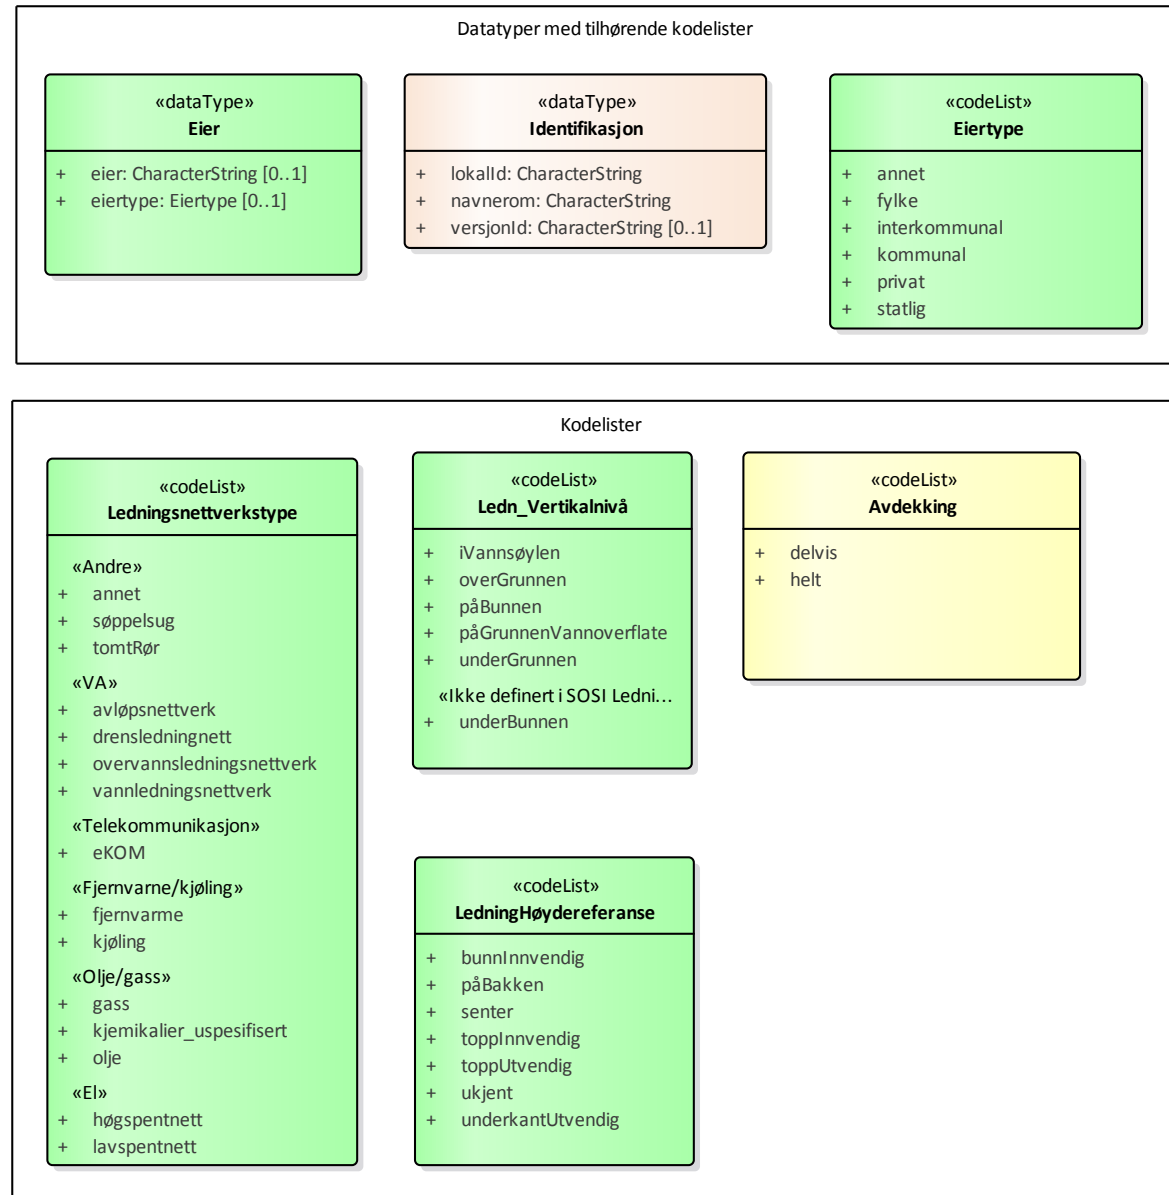 Datatyper med tilhørende kodelister
«dataType»
Eier
+ eier: CharacterString [0..1]
+ eiertype: Eiertype [0..1]
«dataType»
Identifikasjon
+ lokalId: CharacterString
+ navnerom: CharacterString
+ versjonId: CharacterString [0..1]
«codeList»
Eiertype
+ annet
+ fylke
+ interkommunal
+ kommunal
+ privat
+ statlig
Kodelister
«codeList»
Ledningsnettverkstype
«Andre»
+ annet
+ søppelsug
+ tomtRør
«VA»
+ avløpsnettverk
+ drensledningnett
+ overvannsledningsnettverk
+ vannledningsnettverk
«Telekommunikasjon»
+ eKOM
«Fjernvarne/kjøling»
+ fjernvarme
+ kjøling
«Olje/gass»
+ gass
+ kjemikalier_uspesifisert
+ olje
«El»
+ høgspentnett
+ lavspentnett
«codeList»
Ledn_Vertikalnivå
+ iVannsøylen
+ overGrunnen
+ påBunnen
+ påGrunnenVannoverflate
+ underGrunnen
«Ikke definert i SOSI Ledni...
+ underBunnen
«codeList»
Avdekking
+ delvis
+ helt
«codeList»
LedningHøydereferanse
+ bunnInnvendig
+ påBakken
+ senter
+ toppInnvendig
+ toppUtvendig
+ ukjent
+ underkantUtvendig